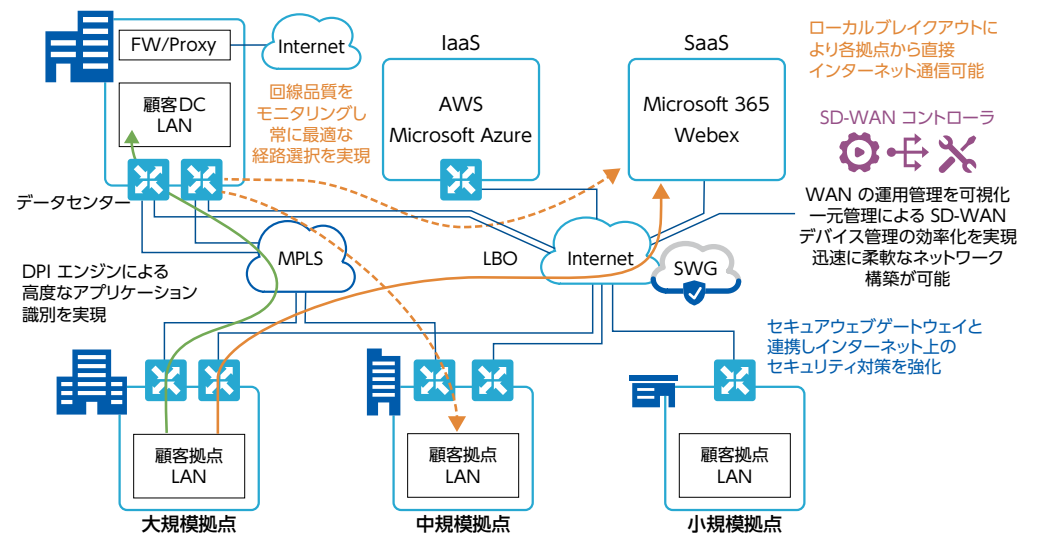 FW/Proxy
Internet
顧客DC
LAN
データセンター
回線品質を
モニタリングし
常に最適な
経路選択を実現
IaaS
AWS
Microsoft Azure
SaaS
Microsoft 365
Webex
ローカルブレイクアウトに
より各拠点から直接
インターネット通信可能
SD-WAN コントローラ
WAN の運用管理を可視化
一元管理による SD-WAN
デバイス管理の効率化を実現
迅速に柔軟なネットワーク
構築が可能
MPLS
LBO
Internet
SWG
DPI エンジンによる
高度なアプリケーション
識別を実現
セキュアウェブゲートウェイと
連携しインターネット上の
セキュリティ対策を強化
顧客拠点
LAN
大規模拠点
顧客拠点
LAN
中規模拠点
顧客拠点
LAN
小規模拠点